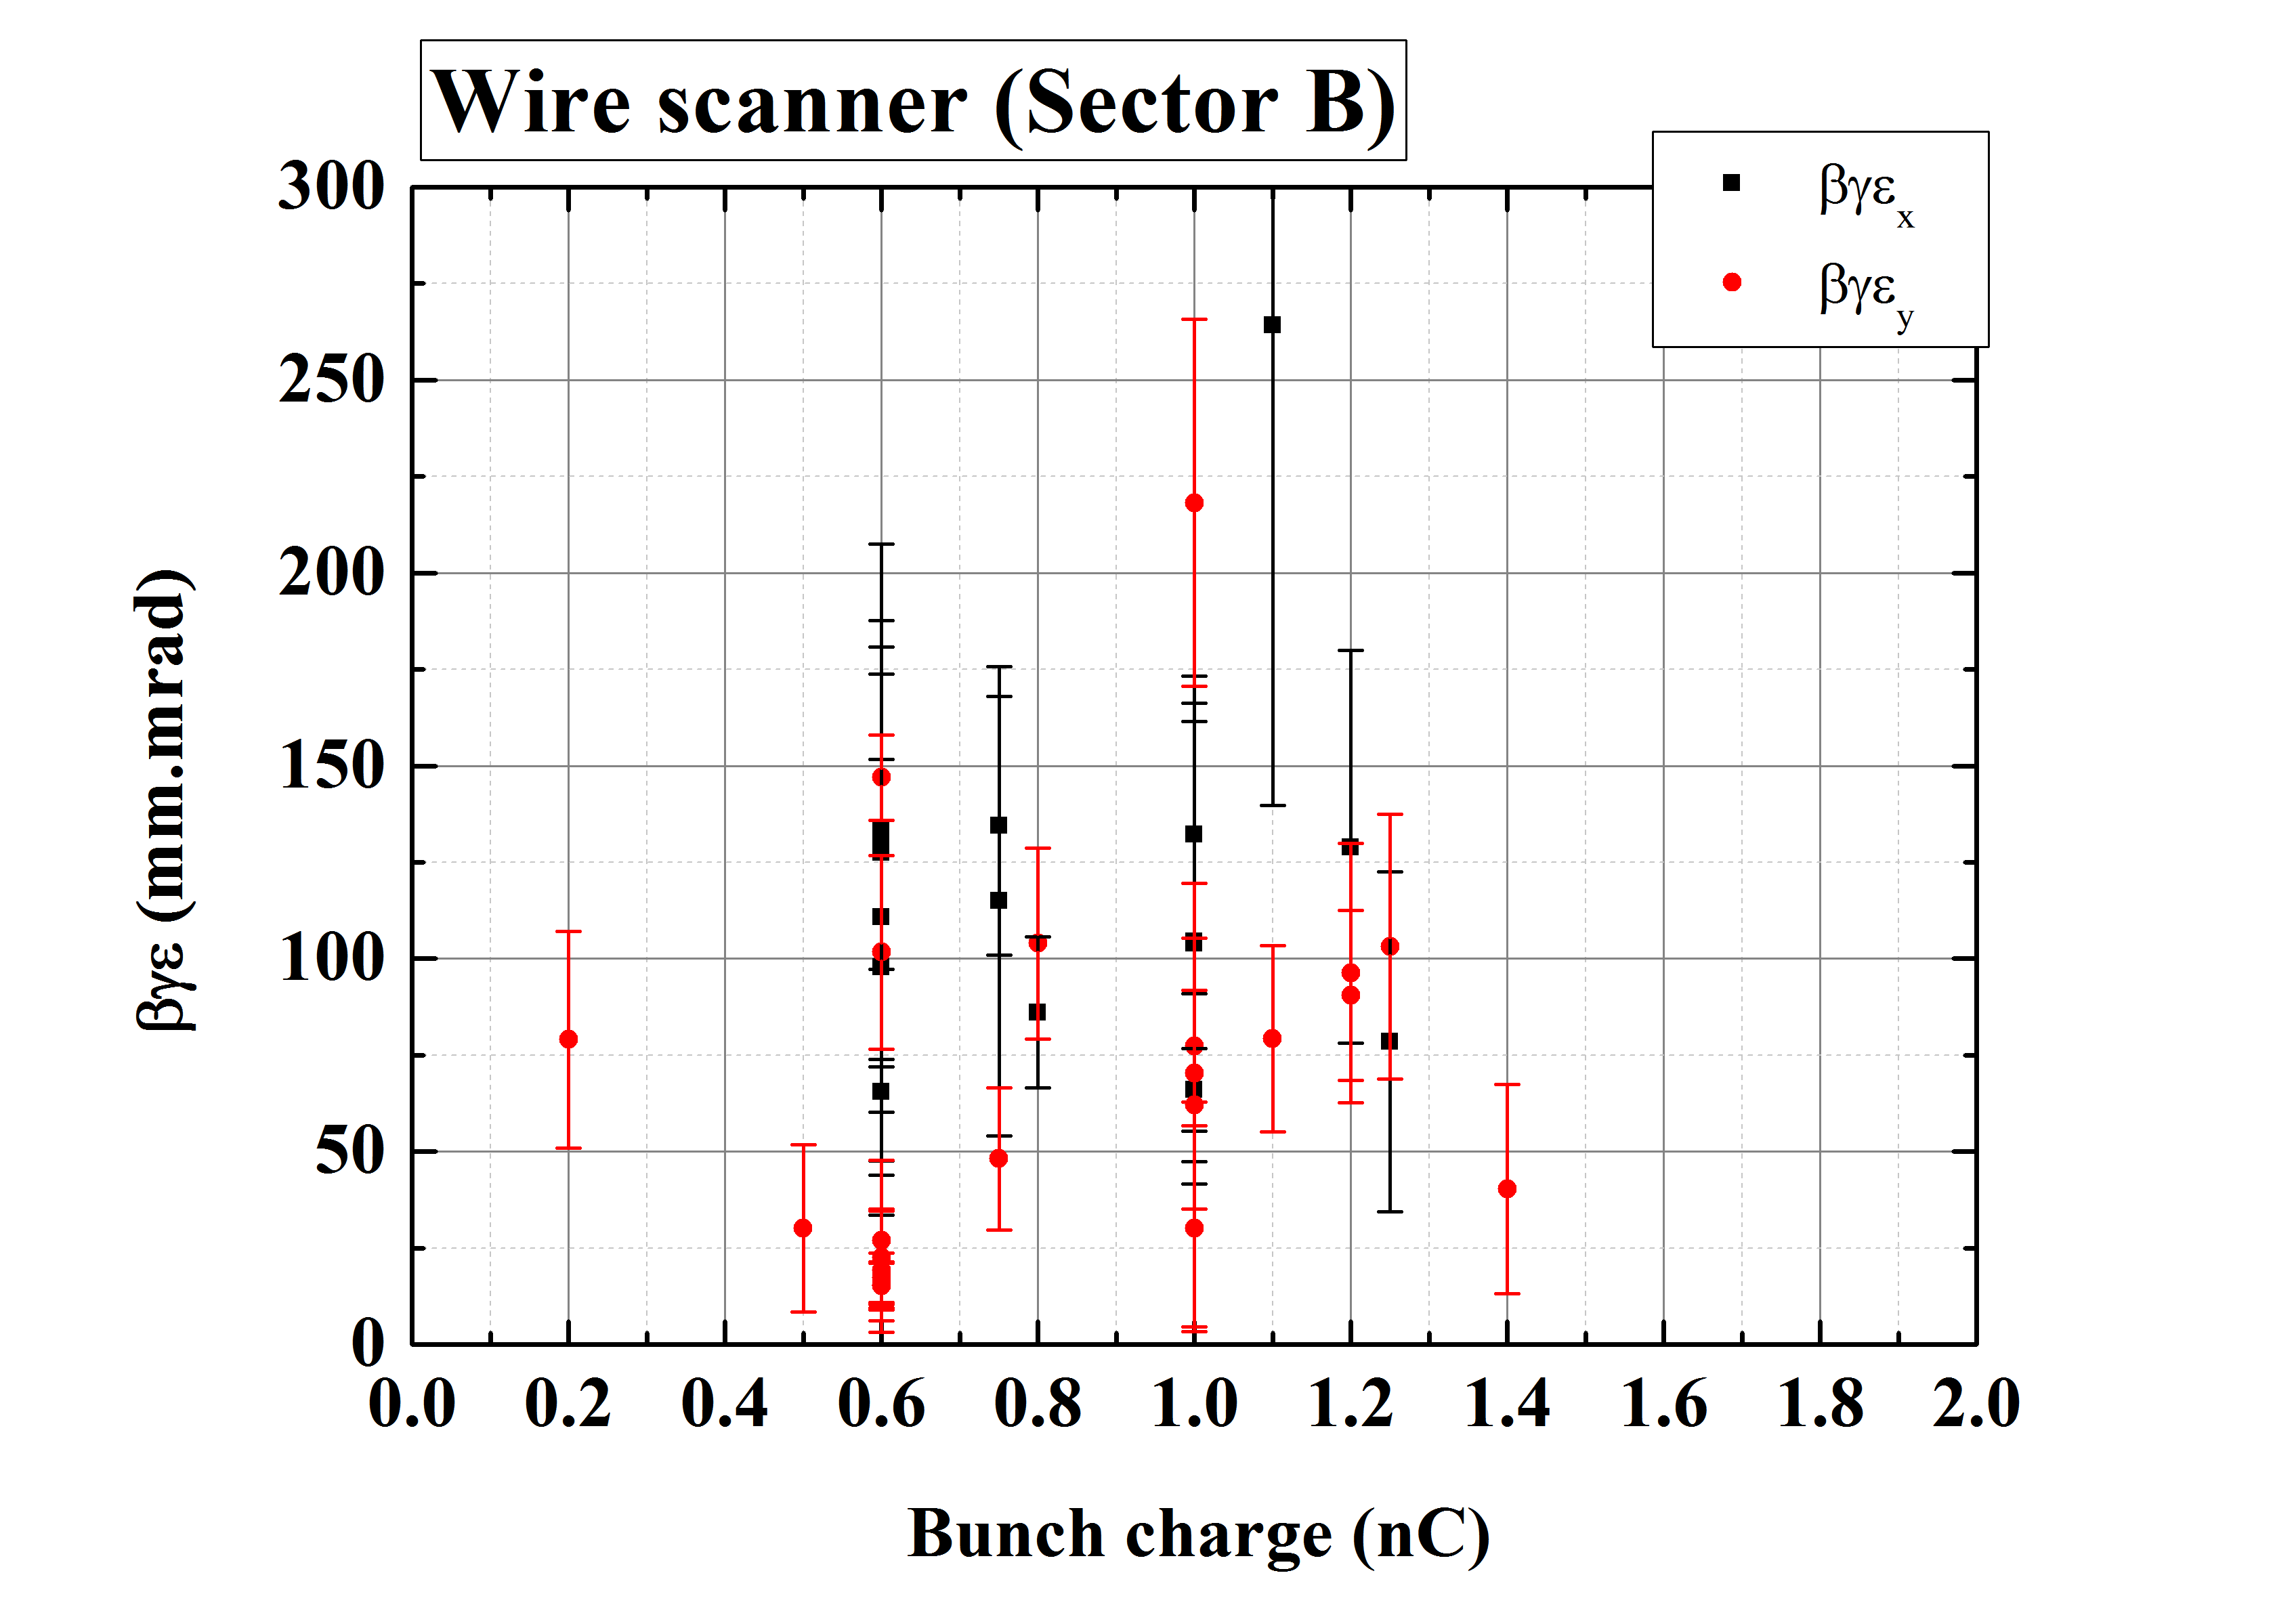 Wire scanner (Sector B)
βγε_x
βγε_y
300
250
200
150
100
50
0
βγε (mm.mrad)
0.0 0.2 0.4 0.6 0.8 1.0 1.2 1.4 1.6 1.8 2.0
Bunch charge (nC)